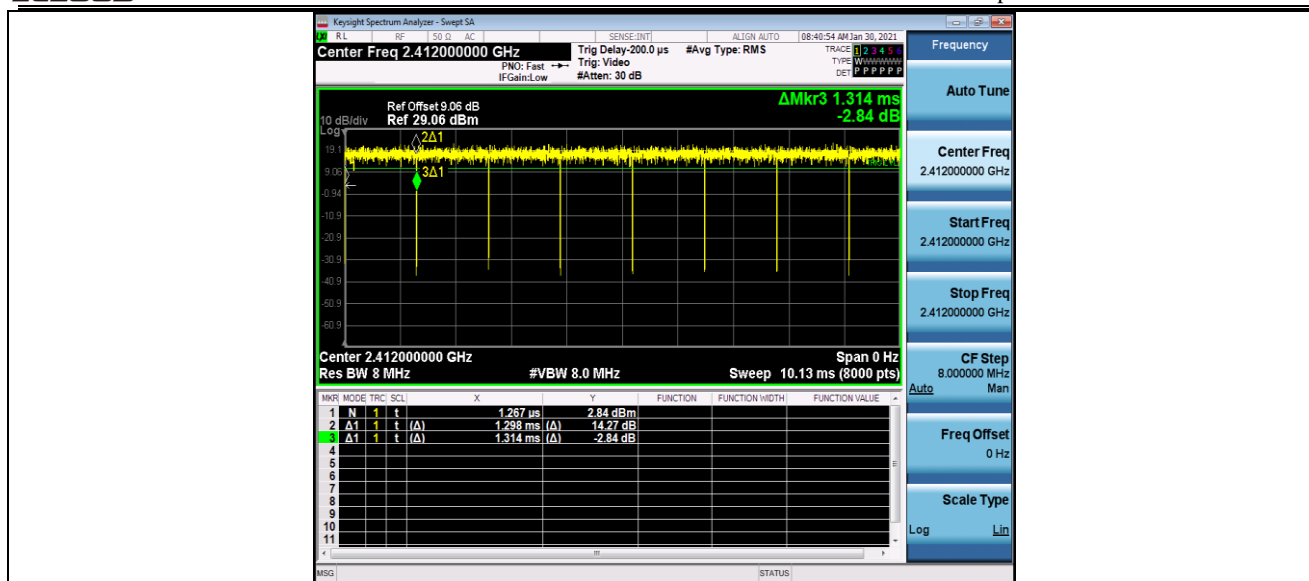 Keysight Spectrum Analyzer - Swept SA
RL RF 50 Ω AC SENSE:INT ALIGN AUTO 08:40:54 AM Jan 30, 2021
Center Freq 2.412000000 GHz Trig Delay-200.0 µs #Avg Type: RMS TRACE 1 2 3 4 5 6
PNO: Fast Trig: Video TYPE WWWWWW
IFGain:Low #Atten: 30 dB DET P P P P P P
ΔMkr3 1.314 ms
-2.84 dB
Ref Offset 9.06 dB
10 dB/div Ref 29.06 dBm
Log
2Δ1
19.1
9.06
3Δ1
-0.94
-10.9
-20.9
-30.9
-40.9
-50.9
-60.9
Center 2.412000000 GHz Span 0 Hz
Res BW 8 MHz #VBW 8.0 MHz Sweep 10.13 ms (8000 pts)
MKR MODE TRC SCL X Y FUNCTION FUNCTION WIDTH FUNCTION VALUE
1 N 1 t 1.267 µs 2.84 dBm
2 Δ1 1 t (Δ) 1.298 ms (Δ) 14.27 dB
3 Δ1 1 t (Δ) 1.314 ms (Δ) -2.84 dB
4
5
6
7
8
9
10
11
MSG STATUS
Frequency
Auto Tune
Center Freq
2.412000000 GHz
Start Freq
2.412000000 GHz
Stop Freq
2.412000000 GHz
CF Step
8.000000 MHz
Auto Man
Freq Offset
0 Hz
Scale Type
Log Lin